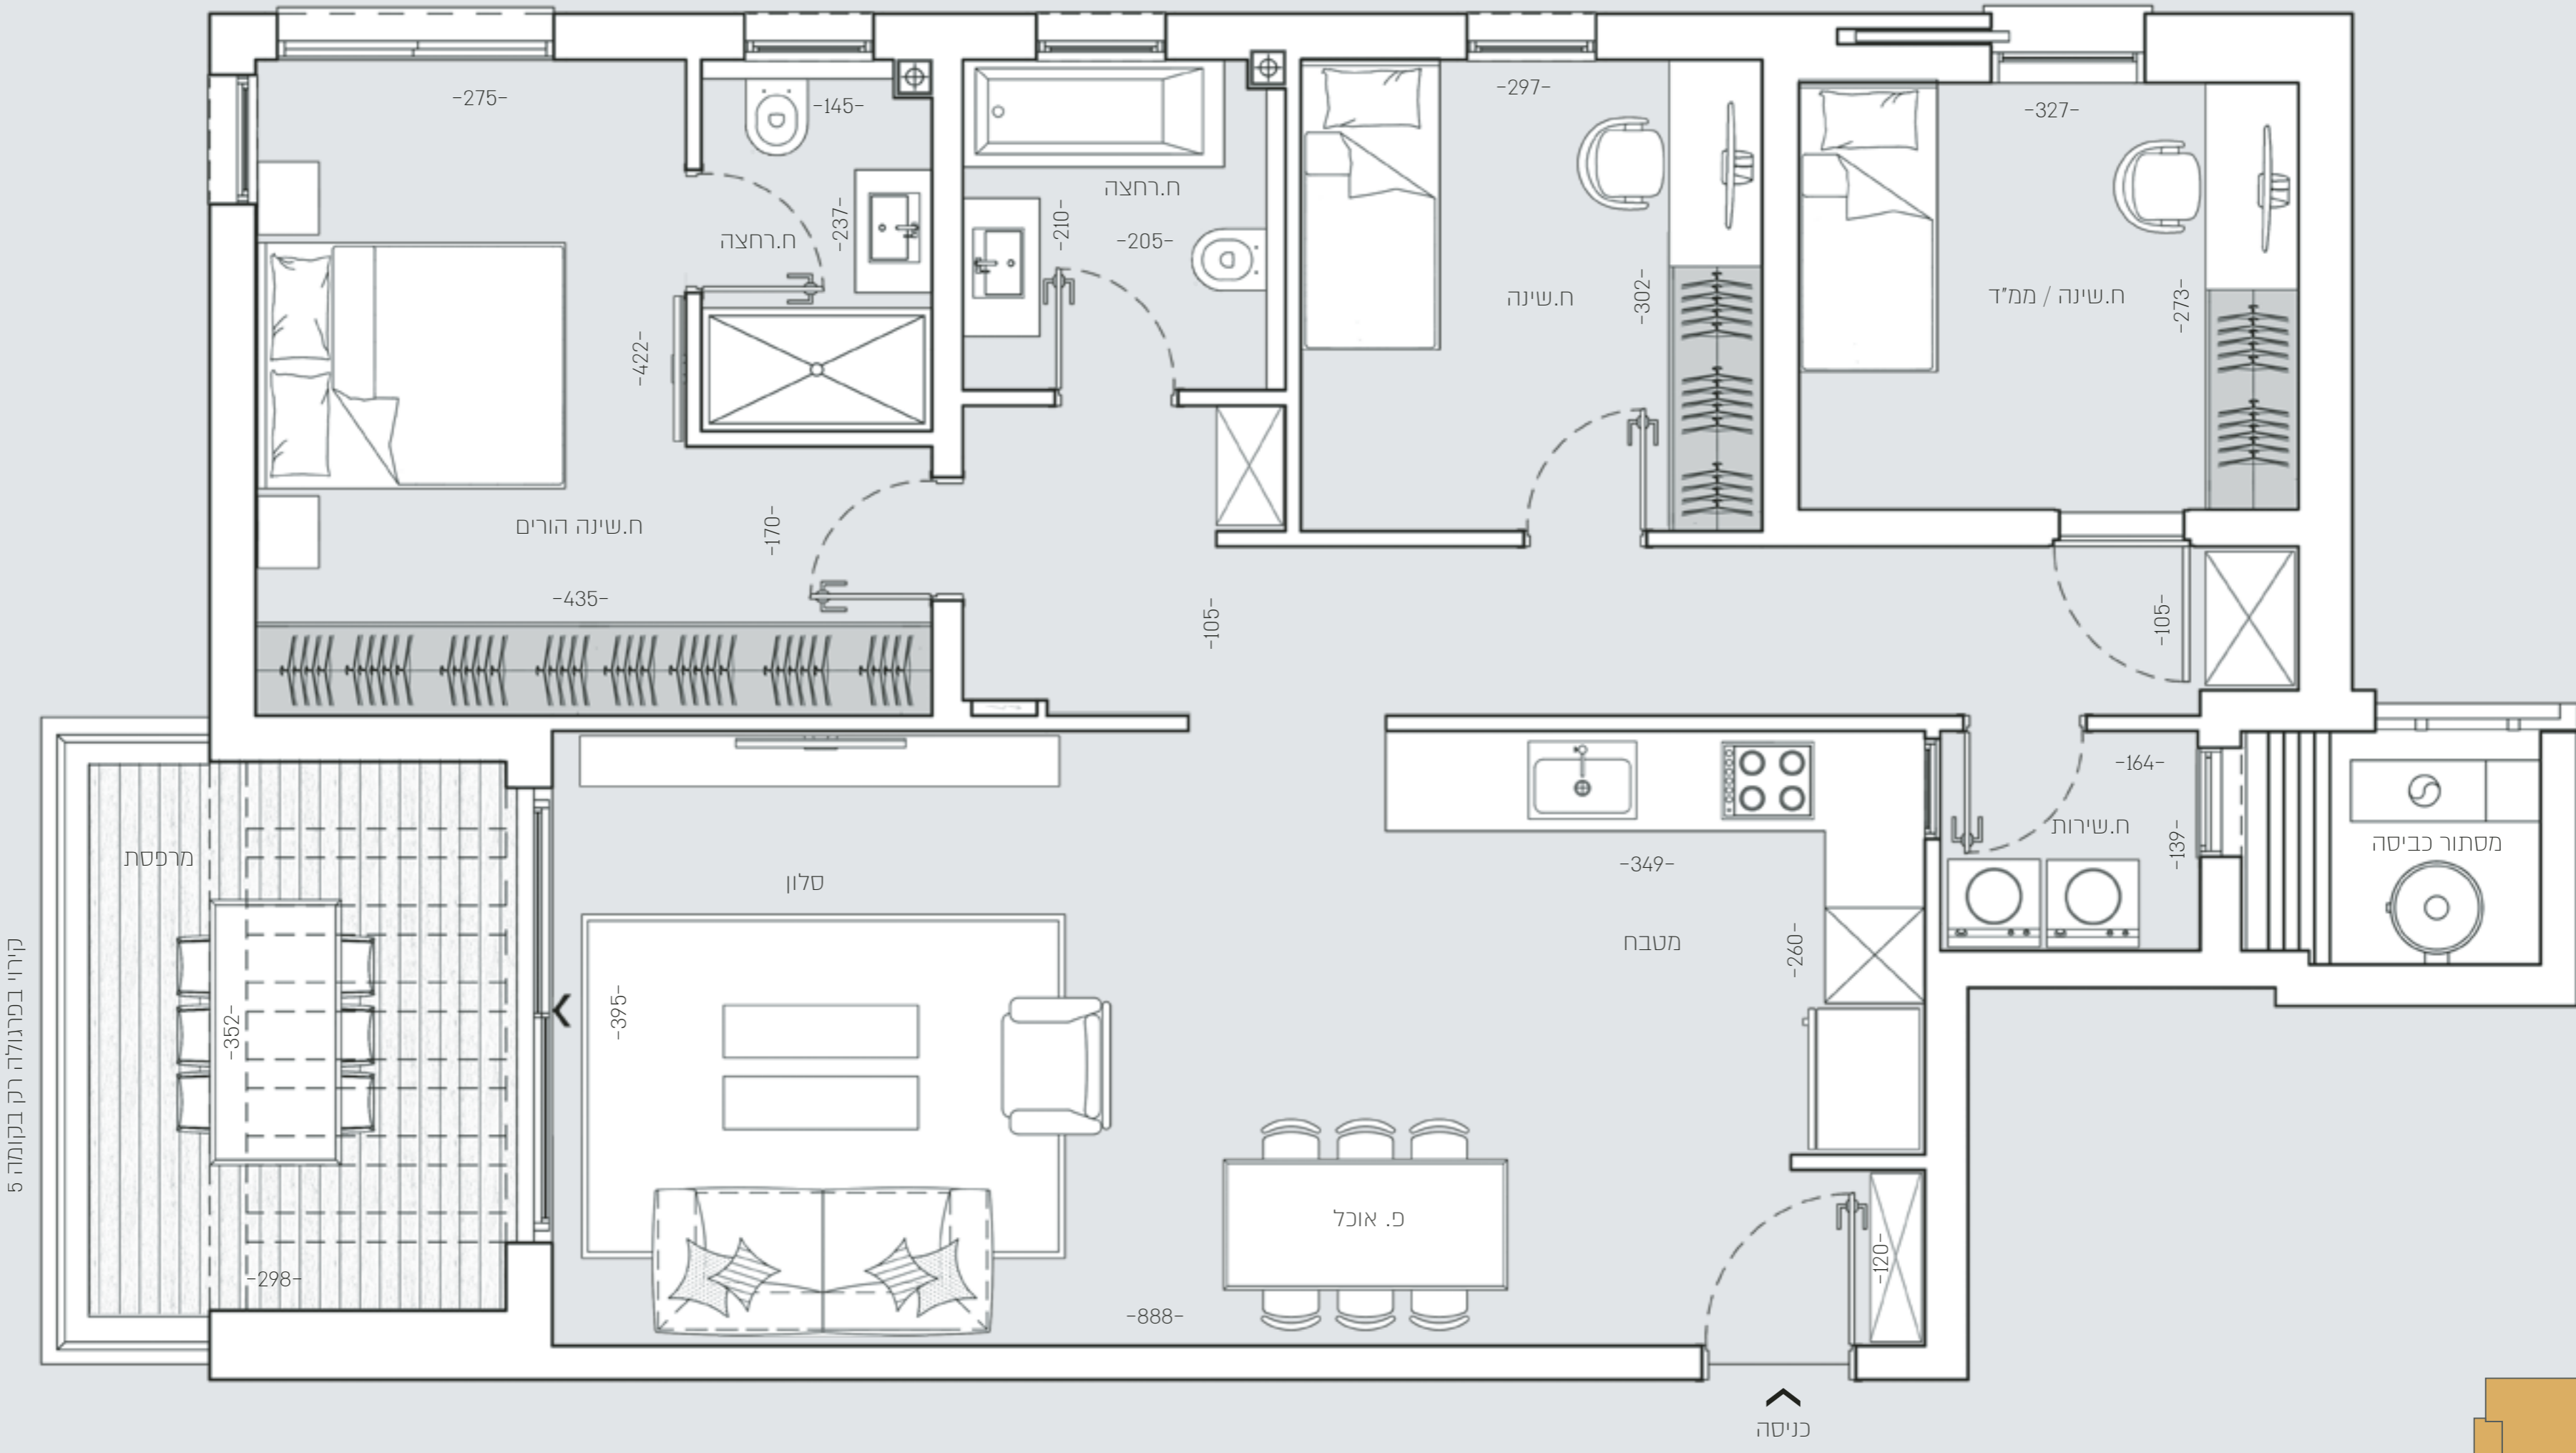 -275-
-145-
-297-
-327-
ח.רחצה
-237-
ח.רחצה
-210-
-205-
ח.שינה
-302-
ח.שינה / ממ"ד
-273-
-422-
ח.שינה הורים
-170-
-435-
-105-
-105-
-164-
ח.שירות
-139-
מסתור כביסה
מרפסת
סלון
-349-
מטבח
-260-
קירוי בפרגולה רק בקומה 5
-352-
-395-
פ. אוכל
-120-
-298-
-888-
כניסה